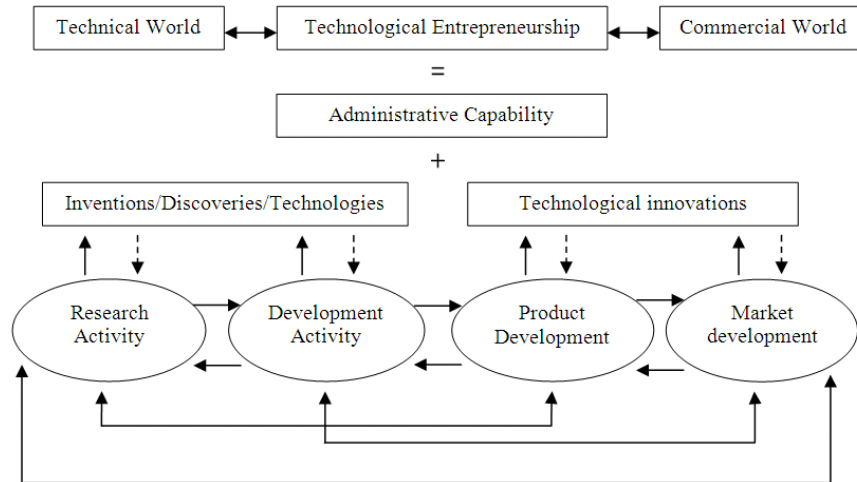 Technical World
Technological Entrepreneurship
Commercial World
=
Administrative Capability
+
Inventions/Discoveries/Technologies
Technological innovations
Research
Activity
Development
Activity
Product
Development
Market
development